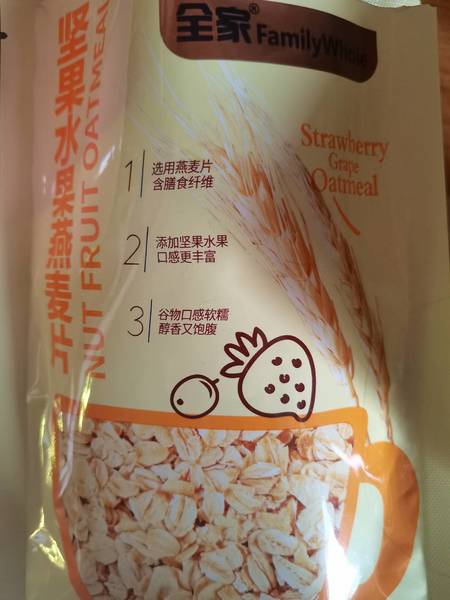 全家® FamilyWhole
坚果水果燕麦片
NUT FRUIT OATMEAL
Strawberry
Grape
Oatmeal
1 选用燕麦片
含膳食纤维
2 添加坚果水果
口感更丰富
3 谷物口感软糯
醇香又饱腹